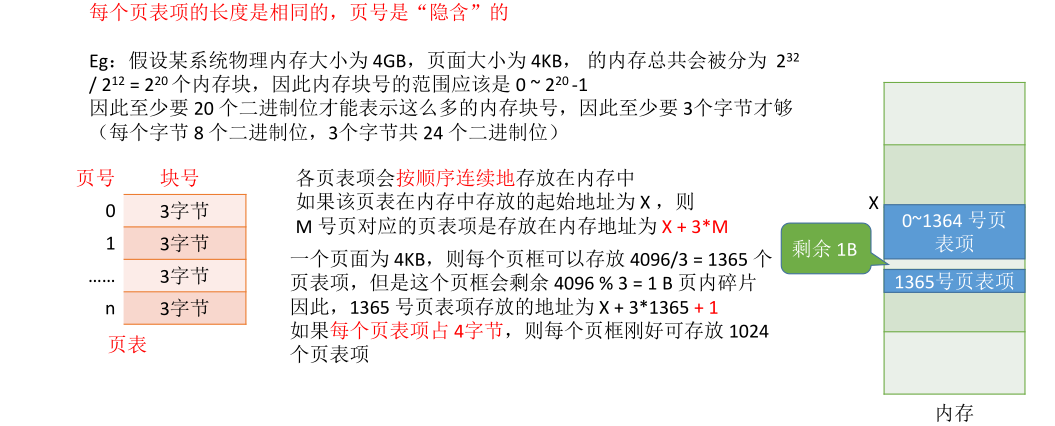 每个页表项的长度是相同的，页号是“隐含”的
Eg：假设某系统物理内存大小为 4GB，页面大小为 4KB， 的内存总共会被分为 2³²
/ 2¹² = 2²⁰ 个内存块，因此内存块号的范围应该是 0 ~ 2²⁰ -1
因此至少要 20 个二进制位才能表示这么多的内存块号，因此至少要 3个字节才够
（每个字节 8 个二进制位，3个字节共 24 个二进制位）
页号 块号
0 3字节
1 3字节
…… 3字节
n 3字节
页表
各页表项会按顺序连续地存放在内存中
如果该页表在内存中存放的起始地址为 X ，则
M 号页对应的页表项是存放在内存地址为 X + 3*M
一个页面为 4KB，则每个页框可以存放 4096/3 = 1365 个
页表项，但是这个页框会剩余 4096 % 3 = 1 B 页内碎片
因此，1365 号页表项存放的地址为 X + 3*1365 + 1
如果每个页表项占 4字节，则每个页框刚好可存放 1024
个页表项
X
剩余 1B
0~1364 号页
表项
1365号页表项
内存